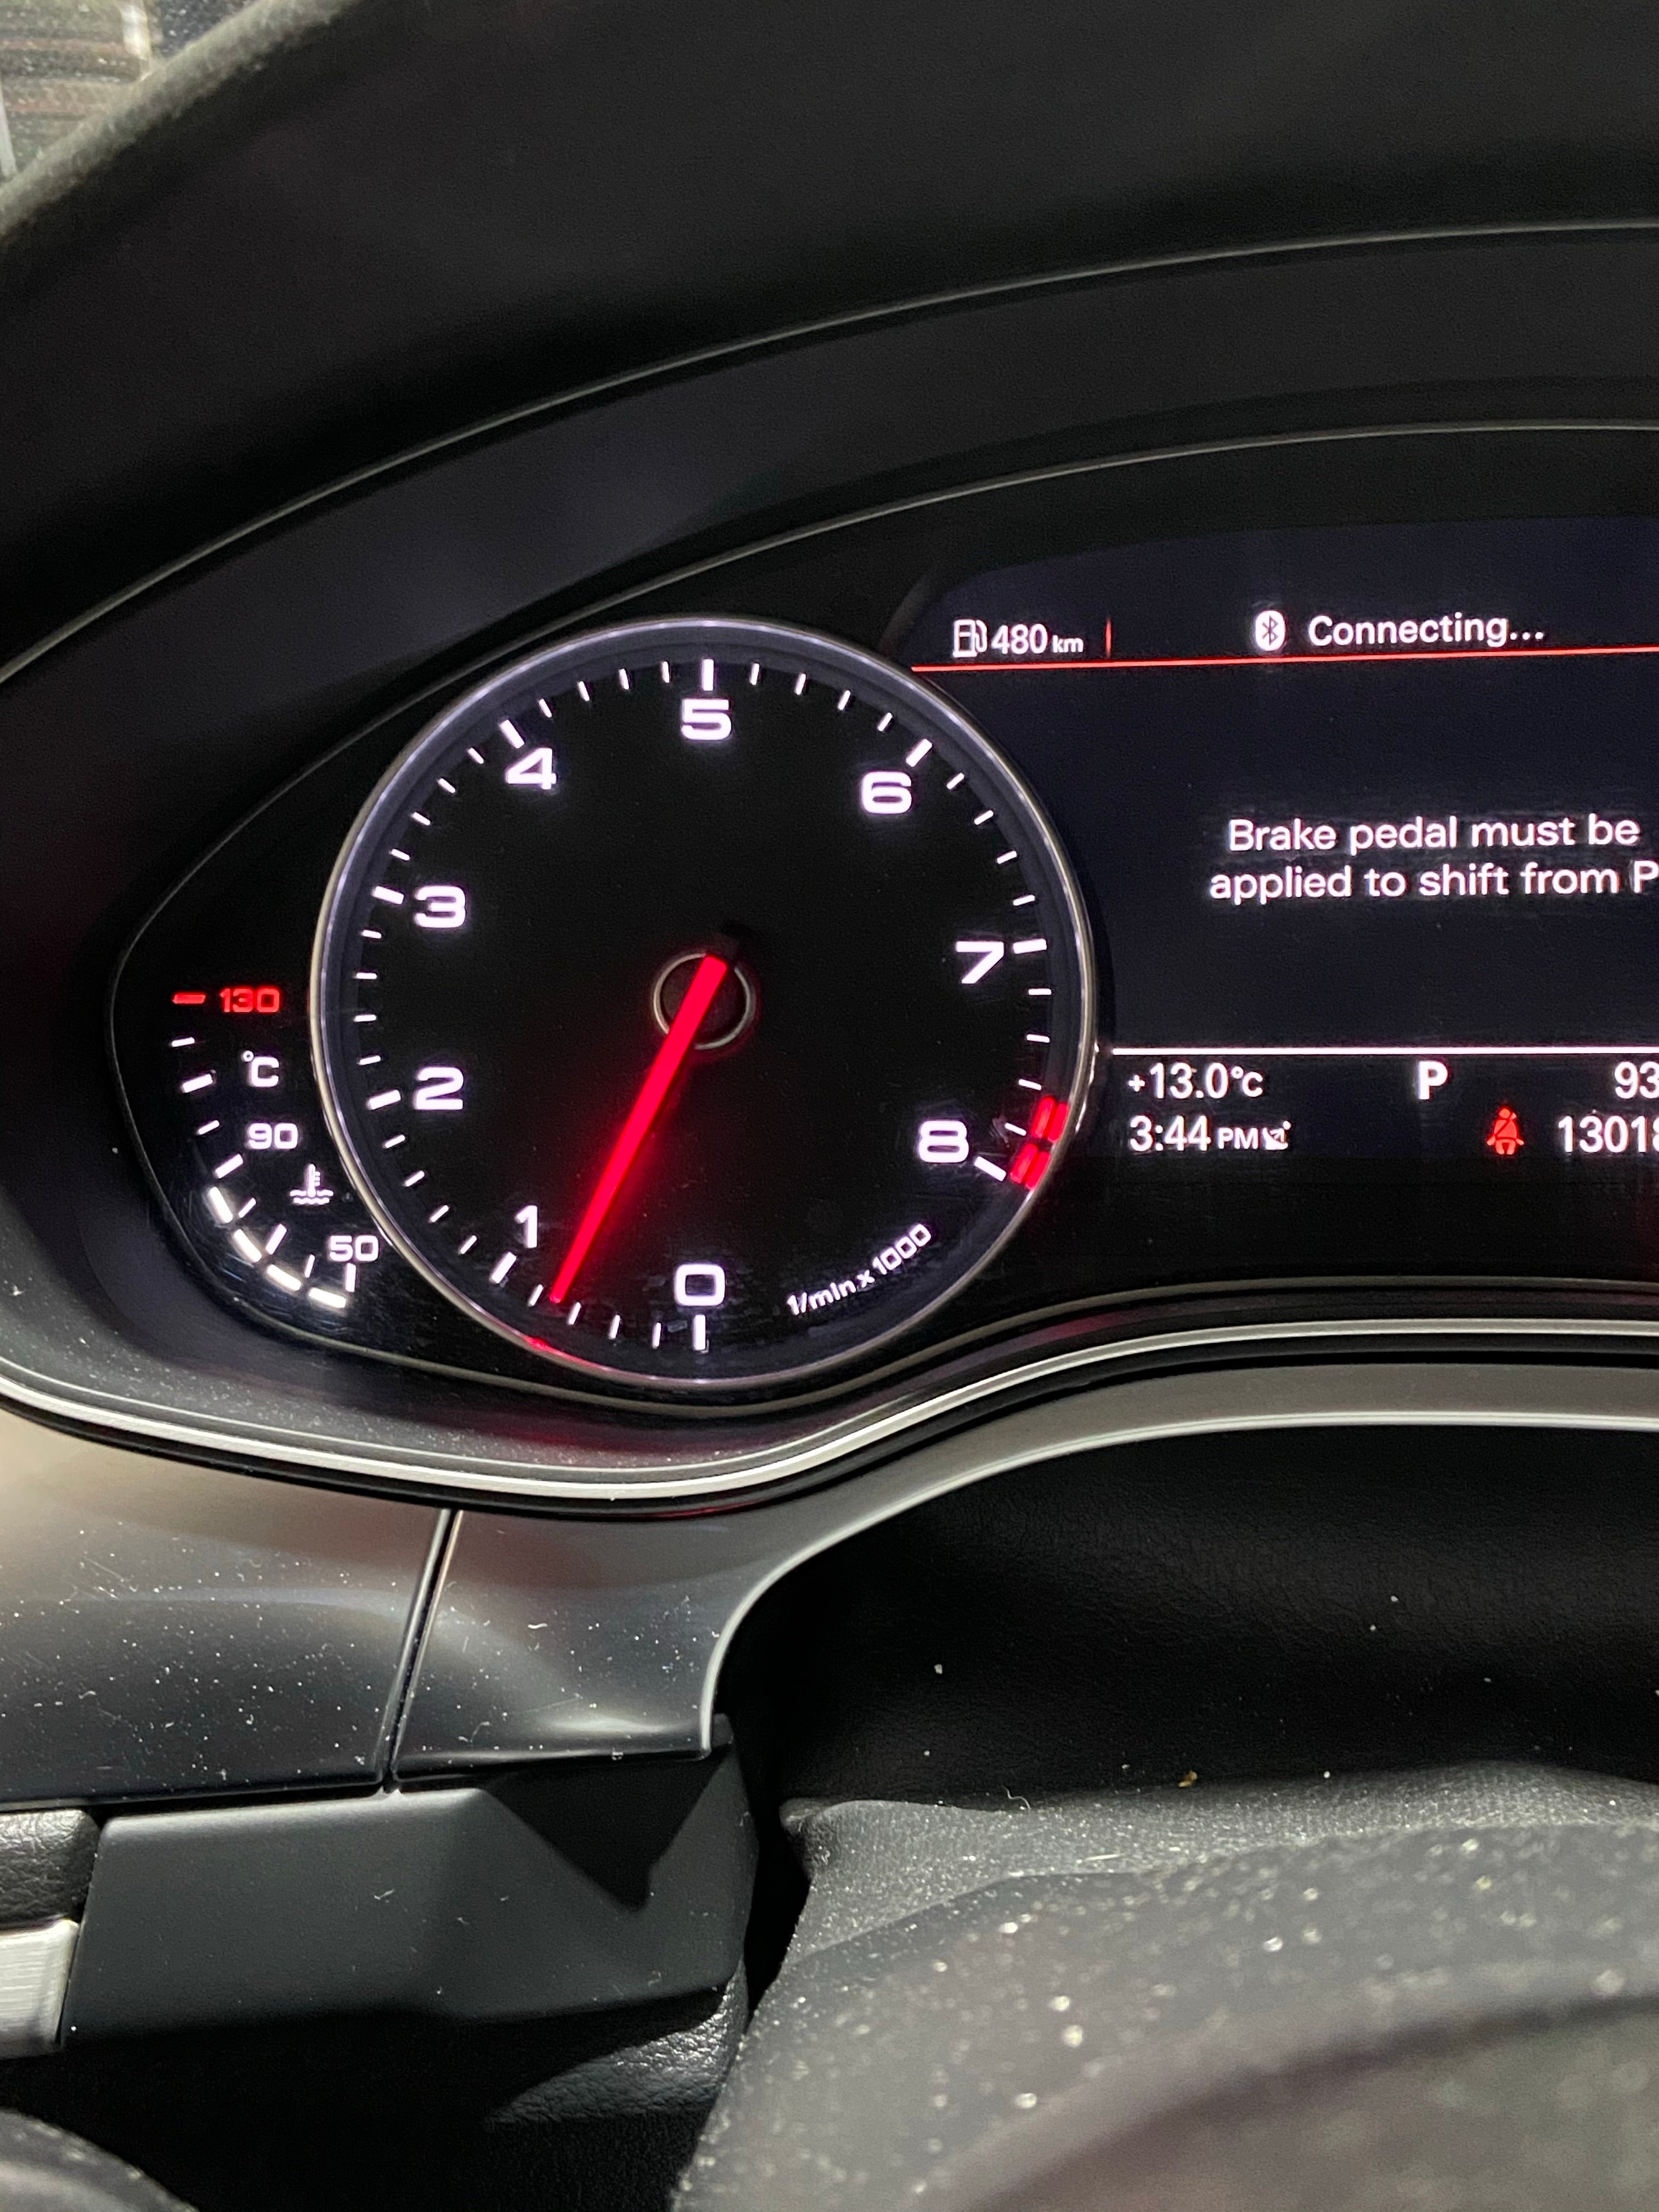 480 km
Connecting...
5
4
6
3
7
Brake pedal must be
applied to shift from P
130
°C
2
+13.0°C P
90
8
3:44 PM
1
50
0
1/min x 1000